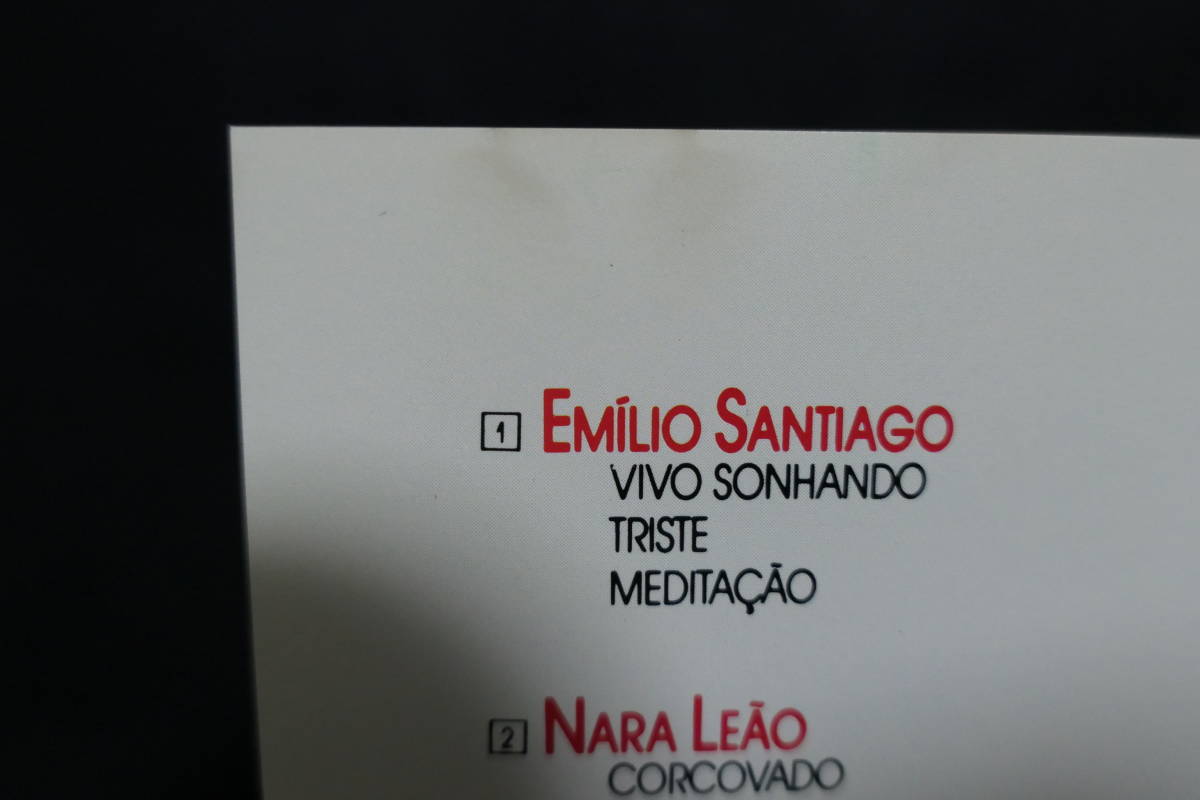 1 EMÍLIO SANTIAGO
VIVO SONHANDO
TRISTE
MEDITAÇÃO
2 NARA LEÃO
CORCOVADO